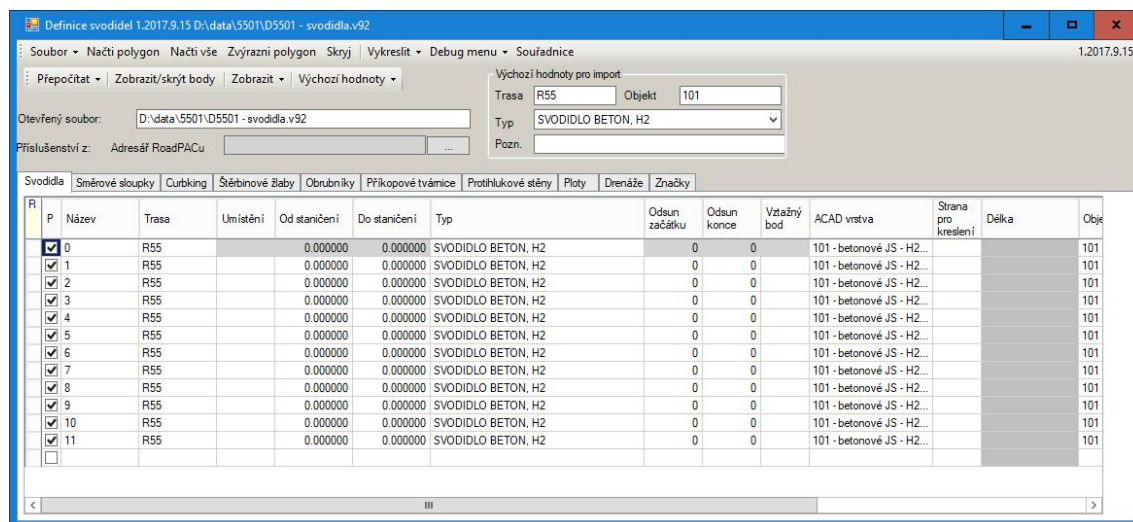 Definice svodidel 1.2017.9.15 D:\data\5501\D5501 - svodidla.v92
Soubor Načti polygon Načti vše Zvýrazni polygon Skryj Vykreslit Debug menu Souřadnice 1.2017.9.15
Přepočítat Zobrazit/skrýt body Zobrazit Výchozí hodnoty
Výchozí hodnoty pro import
Trasa R55 Objekt 101
Otevřený soubor: D:\data\5501\D5501 - svodidla.v92
Typ SVODIDLO BETON, H2
Příslušenství z: Adresář RoadPACu ...
Pozn.
Svodidla Směrové sloupky Curbking Štěrbinové žlaby Obrubníky Příkopové tvárnice Protihlukové stěny Ploty Drenáže Značky
R P Název Trasa Umístění Od staničení Do staničení Typ Odsun začátku Odsun konce Vztažný bod ACAD vrstva Strana pro kreslení Délka Obje
0 R55 0.000000 0.000000 SVODIDLO BETON, H2 0 0 101 - betonové JS - H2... 101
1 R55 0.000000 0.000000 SVODIDLO BETON, H2 0 0 101 - betonové JS - H2... 101
2 R55 0.000000 0.000000 SVODIDLO BETON, H2 0 0 101 - betonové JS - H2... 101
3 R55 0.000000 0.000000 SVODIDLO BETON, H2 0 0 101 - betonové JS - H2... 101
4 R55 0.000000 0.000000 SVODIDLO BETON, H2 0 0 101 - betonové JS - H2... 101
5 R55 0.000000 0.000000 SVODIDLO BETON, H2 0 0 101 - betonové JS - H2... 101
6 R55 0.000000 0.000000 SVODIDLO BETON, H2 0 0 101 - betonové JS - H2... 101
7 R55 0.000000 0.000000 SVODIDLO BETON, H2 0 0 101 - betonové JS - H2... 101
8 R55 0.000000 0.000000 SVODIDLO BETON, H2 0 0 101 - betonové JS - H2... 101
9 R55 0.000000 0.000000 SVODIDLO BETON, H2 0 0 101 - betonové JS - H2... 101
10 R55 0.000000 0.000000 SVODIDLO BETON, H2 0 0 101 - betonové JS - H2... 101
11 R55 0.000000 0.000000 SVODIDLO BETON, H2 0 0 101 - betonové JS - H2... 101